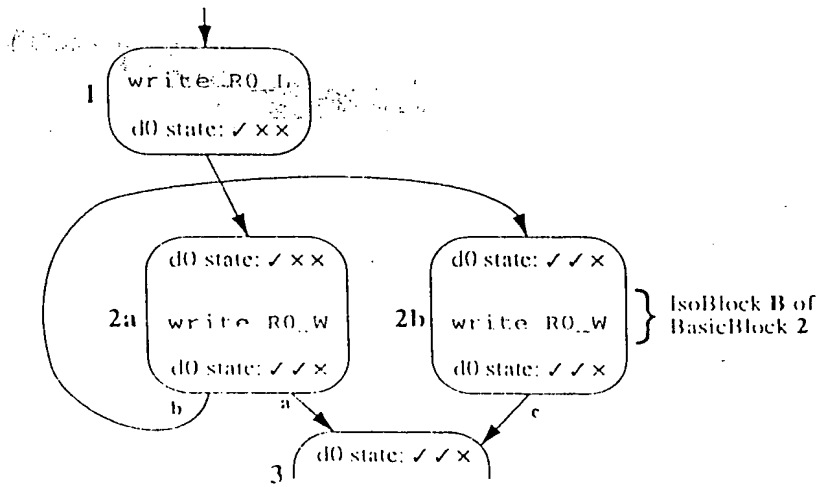 1
write R0_L
d0 state: ✓ × ×
d0 state: ✓ × ×
2a
write R0_W
d0 state: ✓ ✓ ×
b
a
d0 state: ✓ ✓ ×
2b
write R0_W
d0 state: ✓ ✓ ×
c
IsoBlock B of
BasicBlock 2
3
d0 state: ✓ ✓ ×